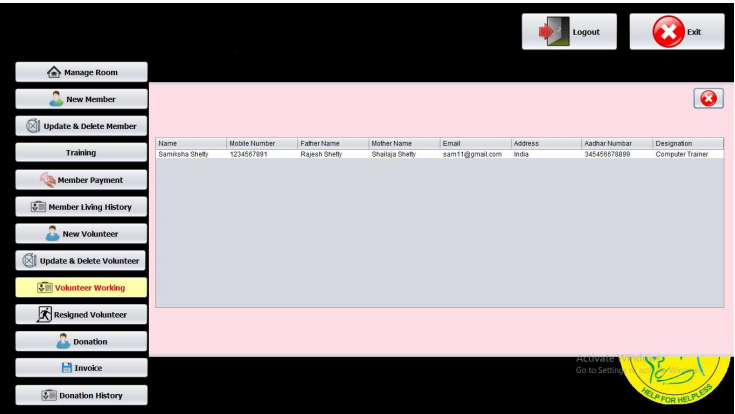 Logout
Exit
Manage Room
New Member
Update & Delete Member
Training
Member Payment
Member Living History
New Volunteer
Update & Delete Volunteer
Volunteer Working
Resigned Volunteer
Donation
Invoice
Donation History
Name Mobile Number Father Name Mother Name Email Address Aadhar Numbar Designation
Samiksha Shetty 1234567891 Rajesh Shetty Shailaja Shetty sam11@gmail.com India 345456678899 Computer Trainer
Activate Windows
Go to Setting
HELP FOR HELPLESS